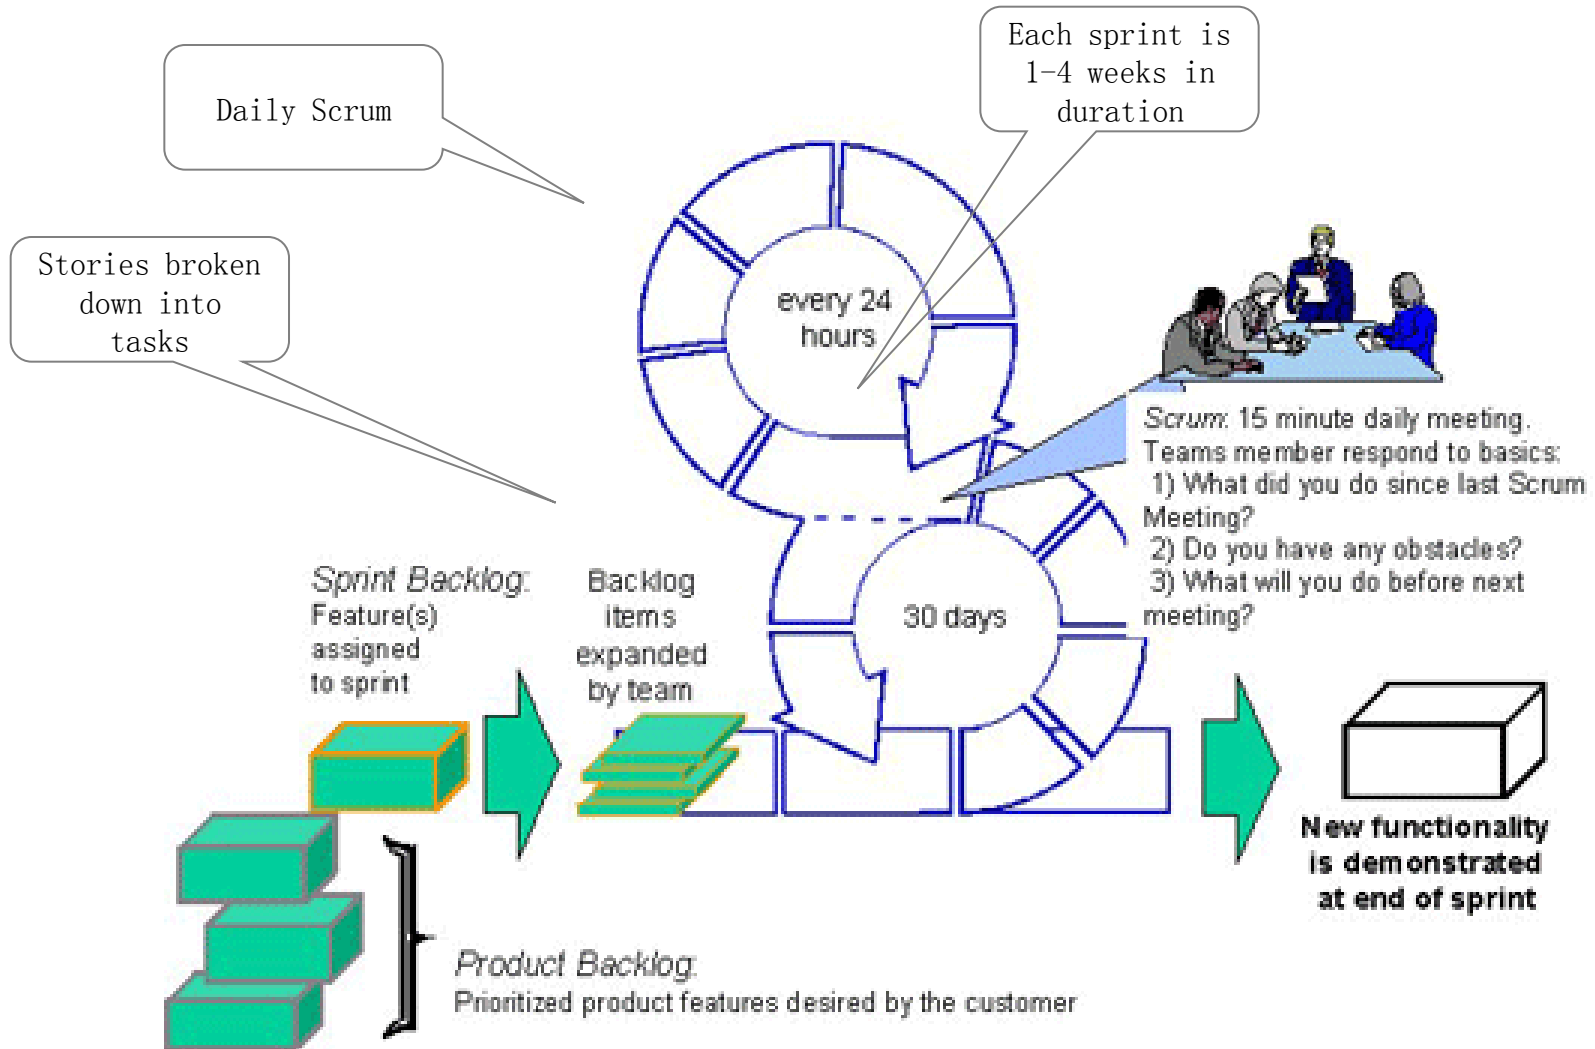 Each sprint is
1-4 weeks in
duration
Daily Scrum
Stories broken
down into
tasks
every 24
hours
Scrum: 15 minute daily meeting.
Teams member respond to basics:
1) What did you do since last Scrum
Meeting?
2) Do you have any obstacles?
3) What will you do before next
meeting?
30 days
Sprint Backlog:
Feature(s)
assigned
to sprint
Backlog
items
expanded
by team
New functionality
is demonstrated
at end of sprint
Product Backlog:
Prioritized product features desired by the customer